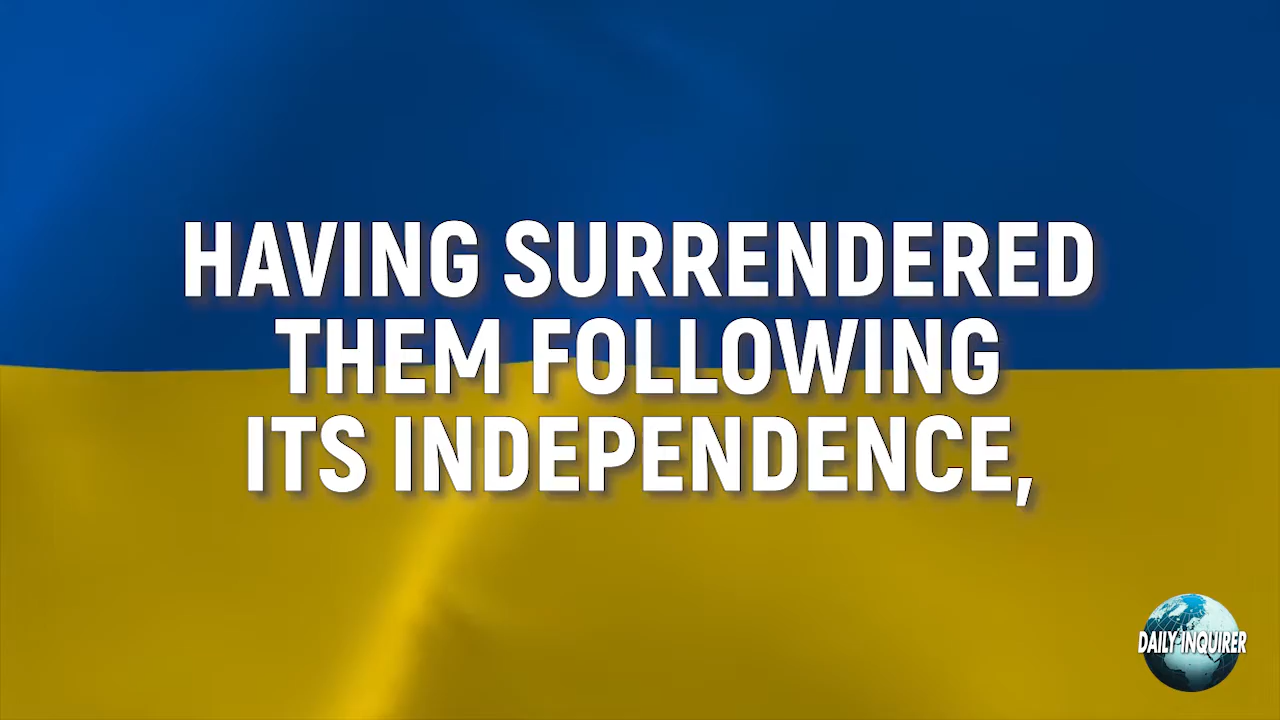 HAVING SURRENDERED
THEM FOLLOWING
ITS INDEPENDENCE,
DAILY INQUIRER